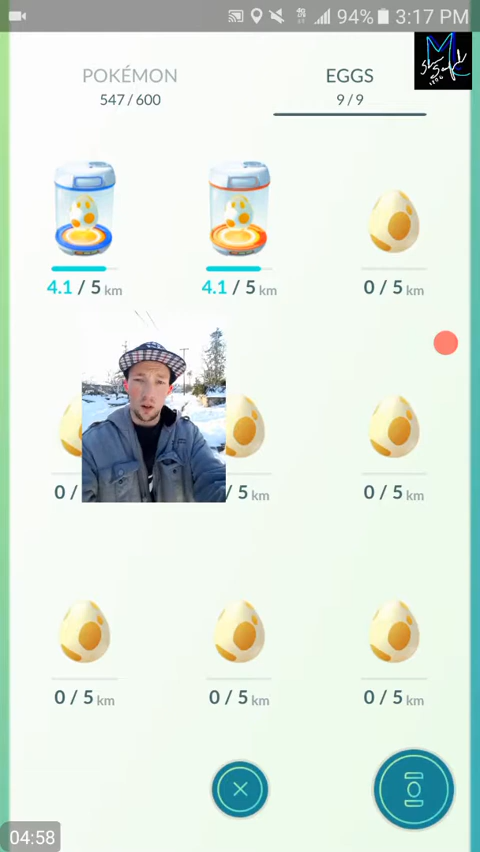 94% 3:17 PM
POKÉMON EGGS
547/600 9/9
4.1 / 5 km 4.1 / 5 km 0 / 5 km
0 / / 5 km 0 / 5 km
0 / 5 km 0 / 5 km 0 / 5 km
04:58